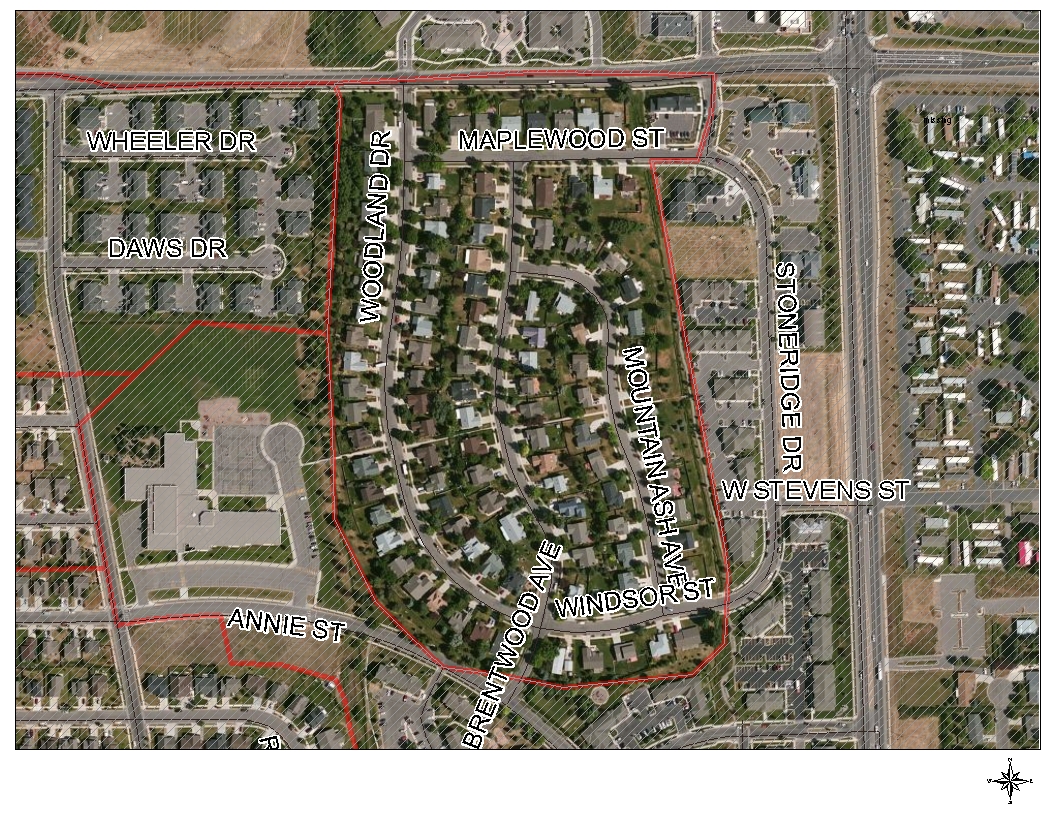 WHEELER DR
MAPLEWOOD ST
WOODLAND DR
DAWS DR
STONERIDGE DR
MOUNTAIN ASH AVE
W STEVENS ST
BRENTWOOD AVE
WINDSOR ST
ANNIE ST
R
N
W
E
S